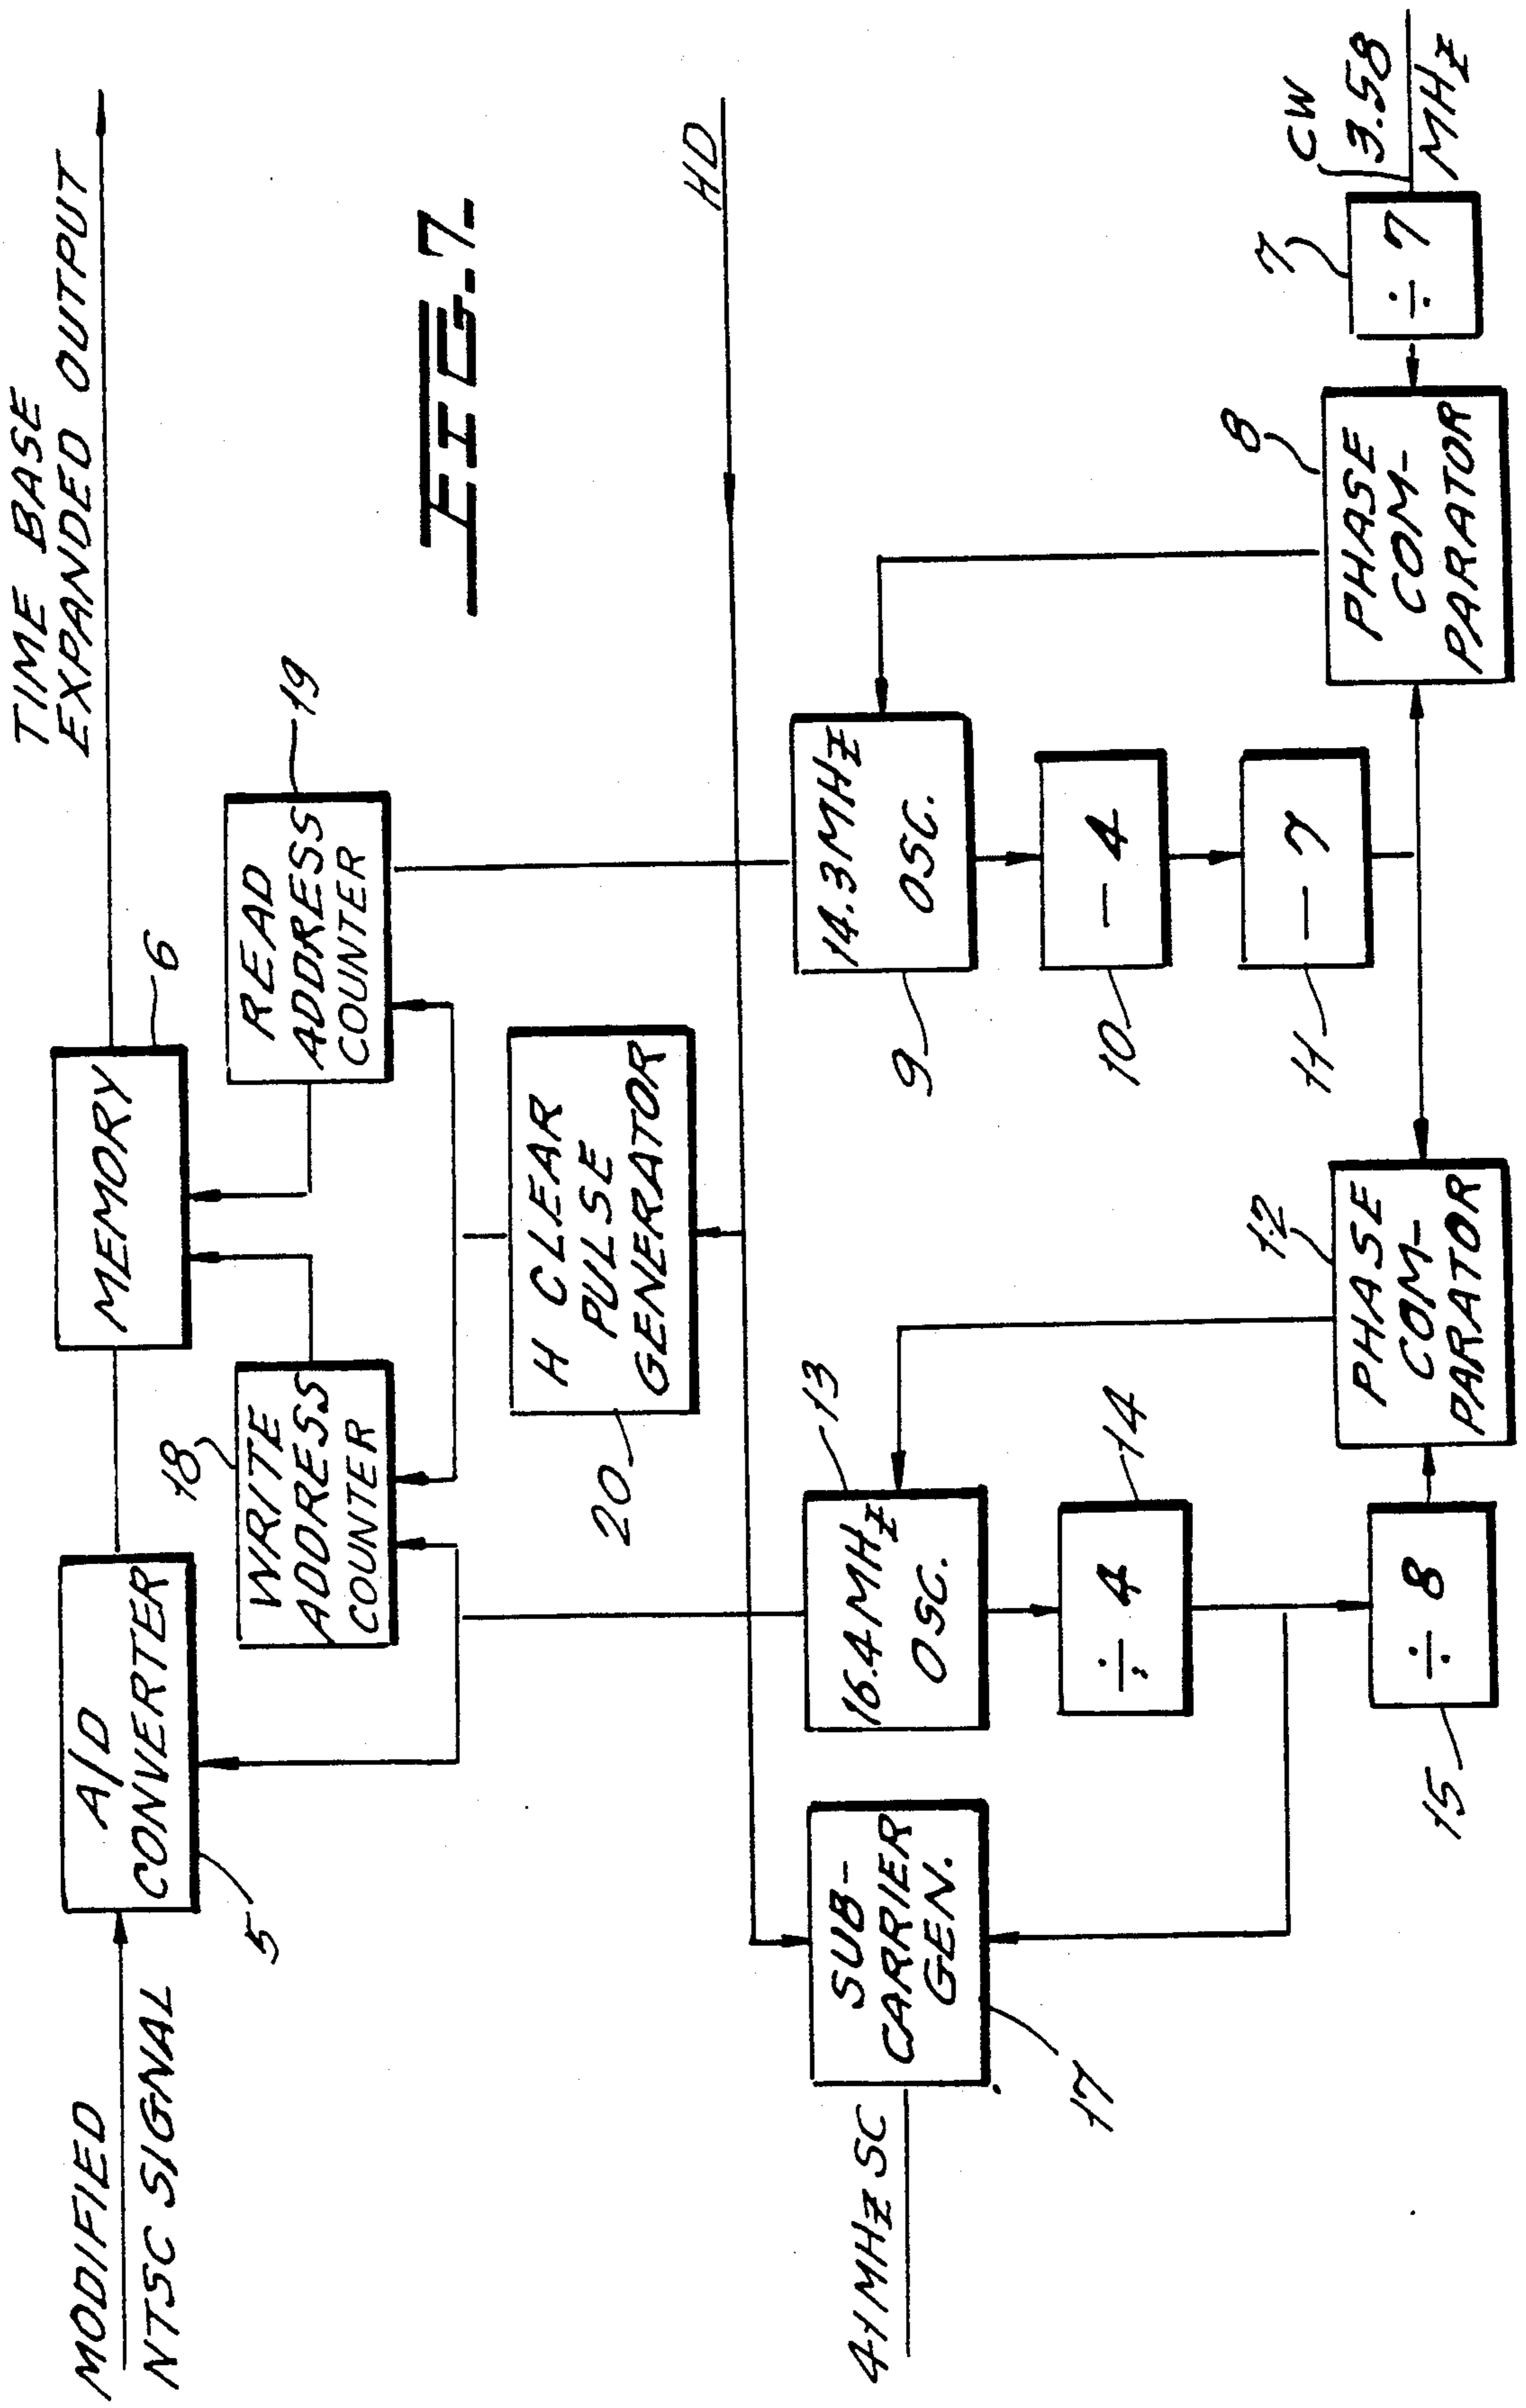 TIME BASE
EXPANDED OUTPUT
MODIFIED
NTSC SIGNAL
A/D
CONVERTER
5
MEMORY
6
18
WRITE
ADDRESS
COUNTER
READ
ADDRESS
COUNTER
19
H CLEAR
PULSE
GENERATOR
20
FIG.7.
HD
41MHz SC
SUB-
CARRIER
GEN.
17
16.4MHz
OSC.
13
14.3MHz
OSC.
9
÷ 4
14
— 4
10
— 7
11
÷ 8
15
12
PHASE
COM-
PARATOR
8
PHASE
COM-
PARATOR
7
÷ 7
CW
3.58
MHz